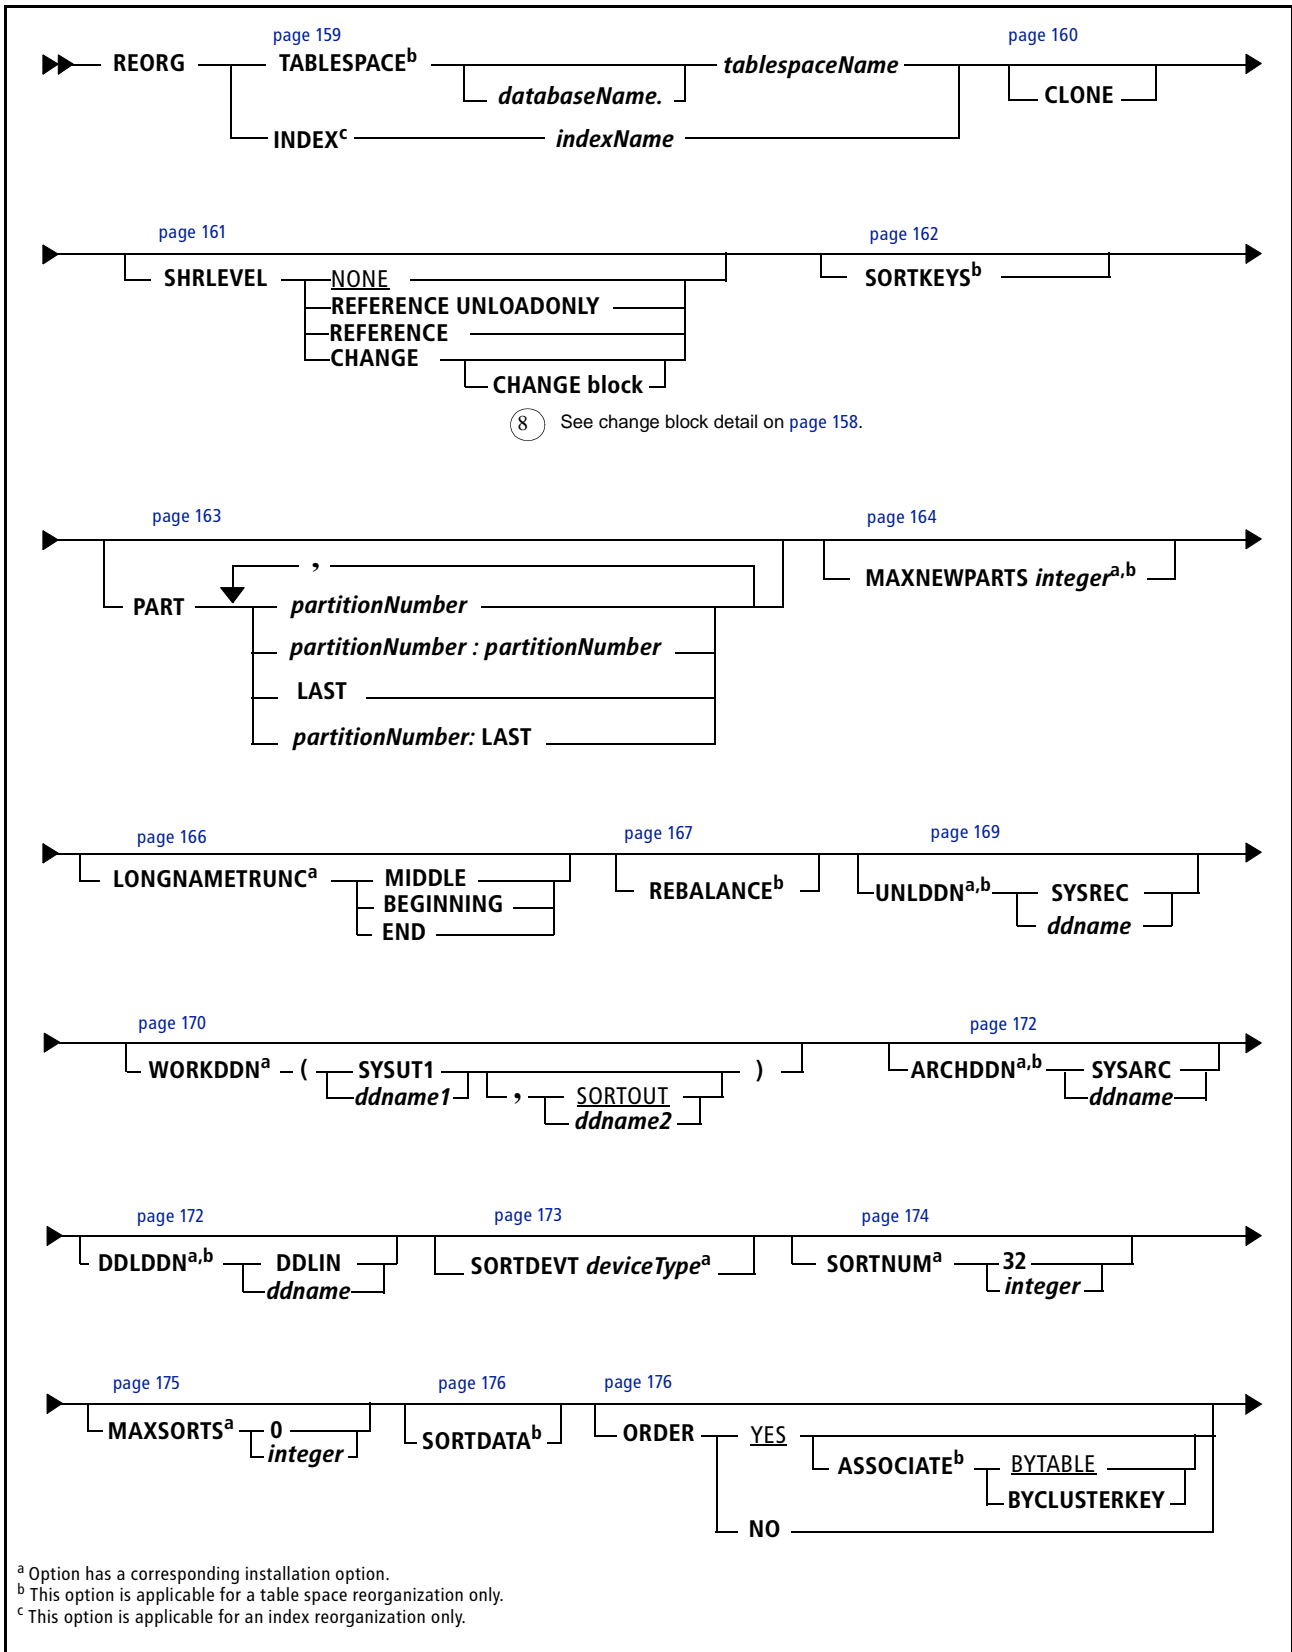 page 159 page 160
REORG TABLESPACEb tablespaceName
databaseName. CLONE
INDEXc indexName
page 161 page 162
SHRLEVEL NONE SORTKEYSb
REFERENCE UNLOADONLY
REFERENCE
CHANGE
CHANGE block
8 See change block detail on page 158.
page 163 page 164
,
PART partitionNumber MAXNEWPARTS integera,b
partitionNumber : partitionNumber
LAST
partitionNumber: LAST
page 166 page 167 page 169
LONGNAMETRUNCa MIDDLE REBALANCEb UNLDDNa,b SYSREC
BEGINNING
END ddname
page 170 page 172
WORKDDNa ( SYSUT1 ) ARCHDDNa,b SYSARC
ddname1 , SORTOUT ddname
ddname2
page 172 page 173 page 174
DDLDDNa,b DDLIN SORTDEVT deviceTypea SORTNUMa 32
ddname integer
page 175 page 176 page 176
MAXSORTSa 0 SORTDATAb ORDER YES
integer ASSOCIATEb BYTABLE
BYCLUSTERKEY
NO
a Option has a corresponding installation option.
b This option is applicable for a table space reorganization only.
c This option is applicable for an index reorganization only.